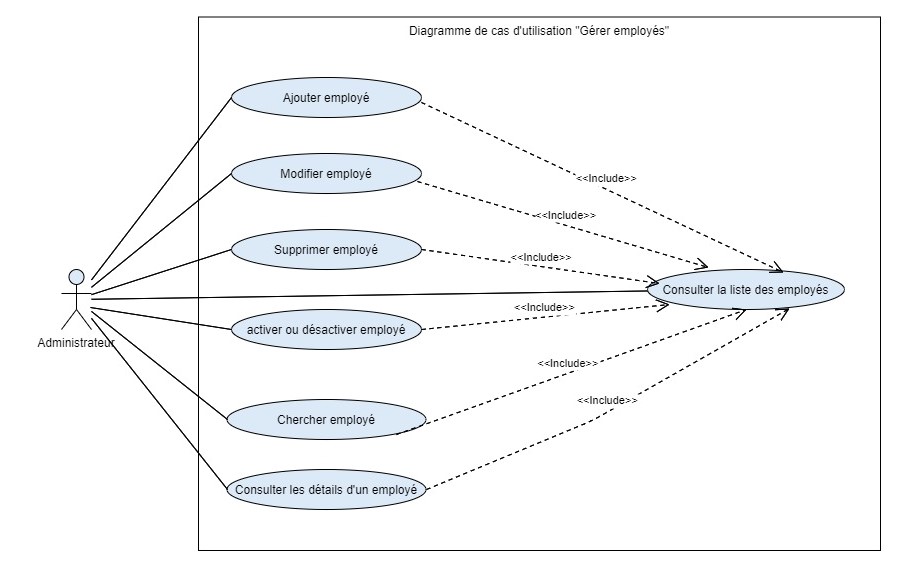 Diagramme de cas d'utilisation "Gérer employés"
Ajouter employé
<<Include>>
Modifier employé
<<Include>>
Supprimer employé
<<Include>>
Consulter la liste des employés
<<Include>>
activer ou désactiver employé
Administrateur
<<Include>>
<<Include>>
Chercher employé
Consulter les détails d'un employé